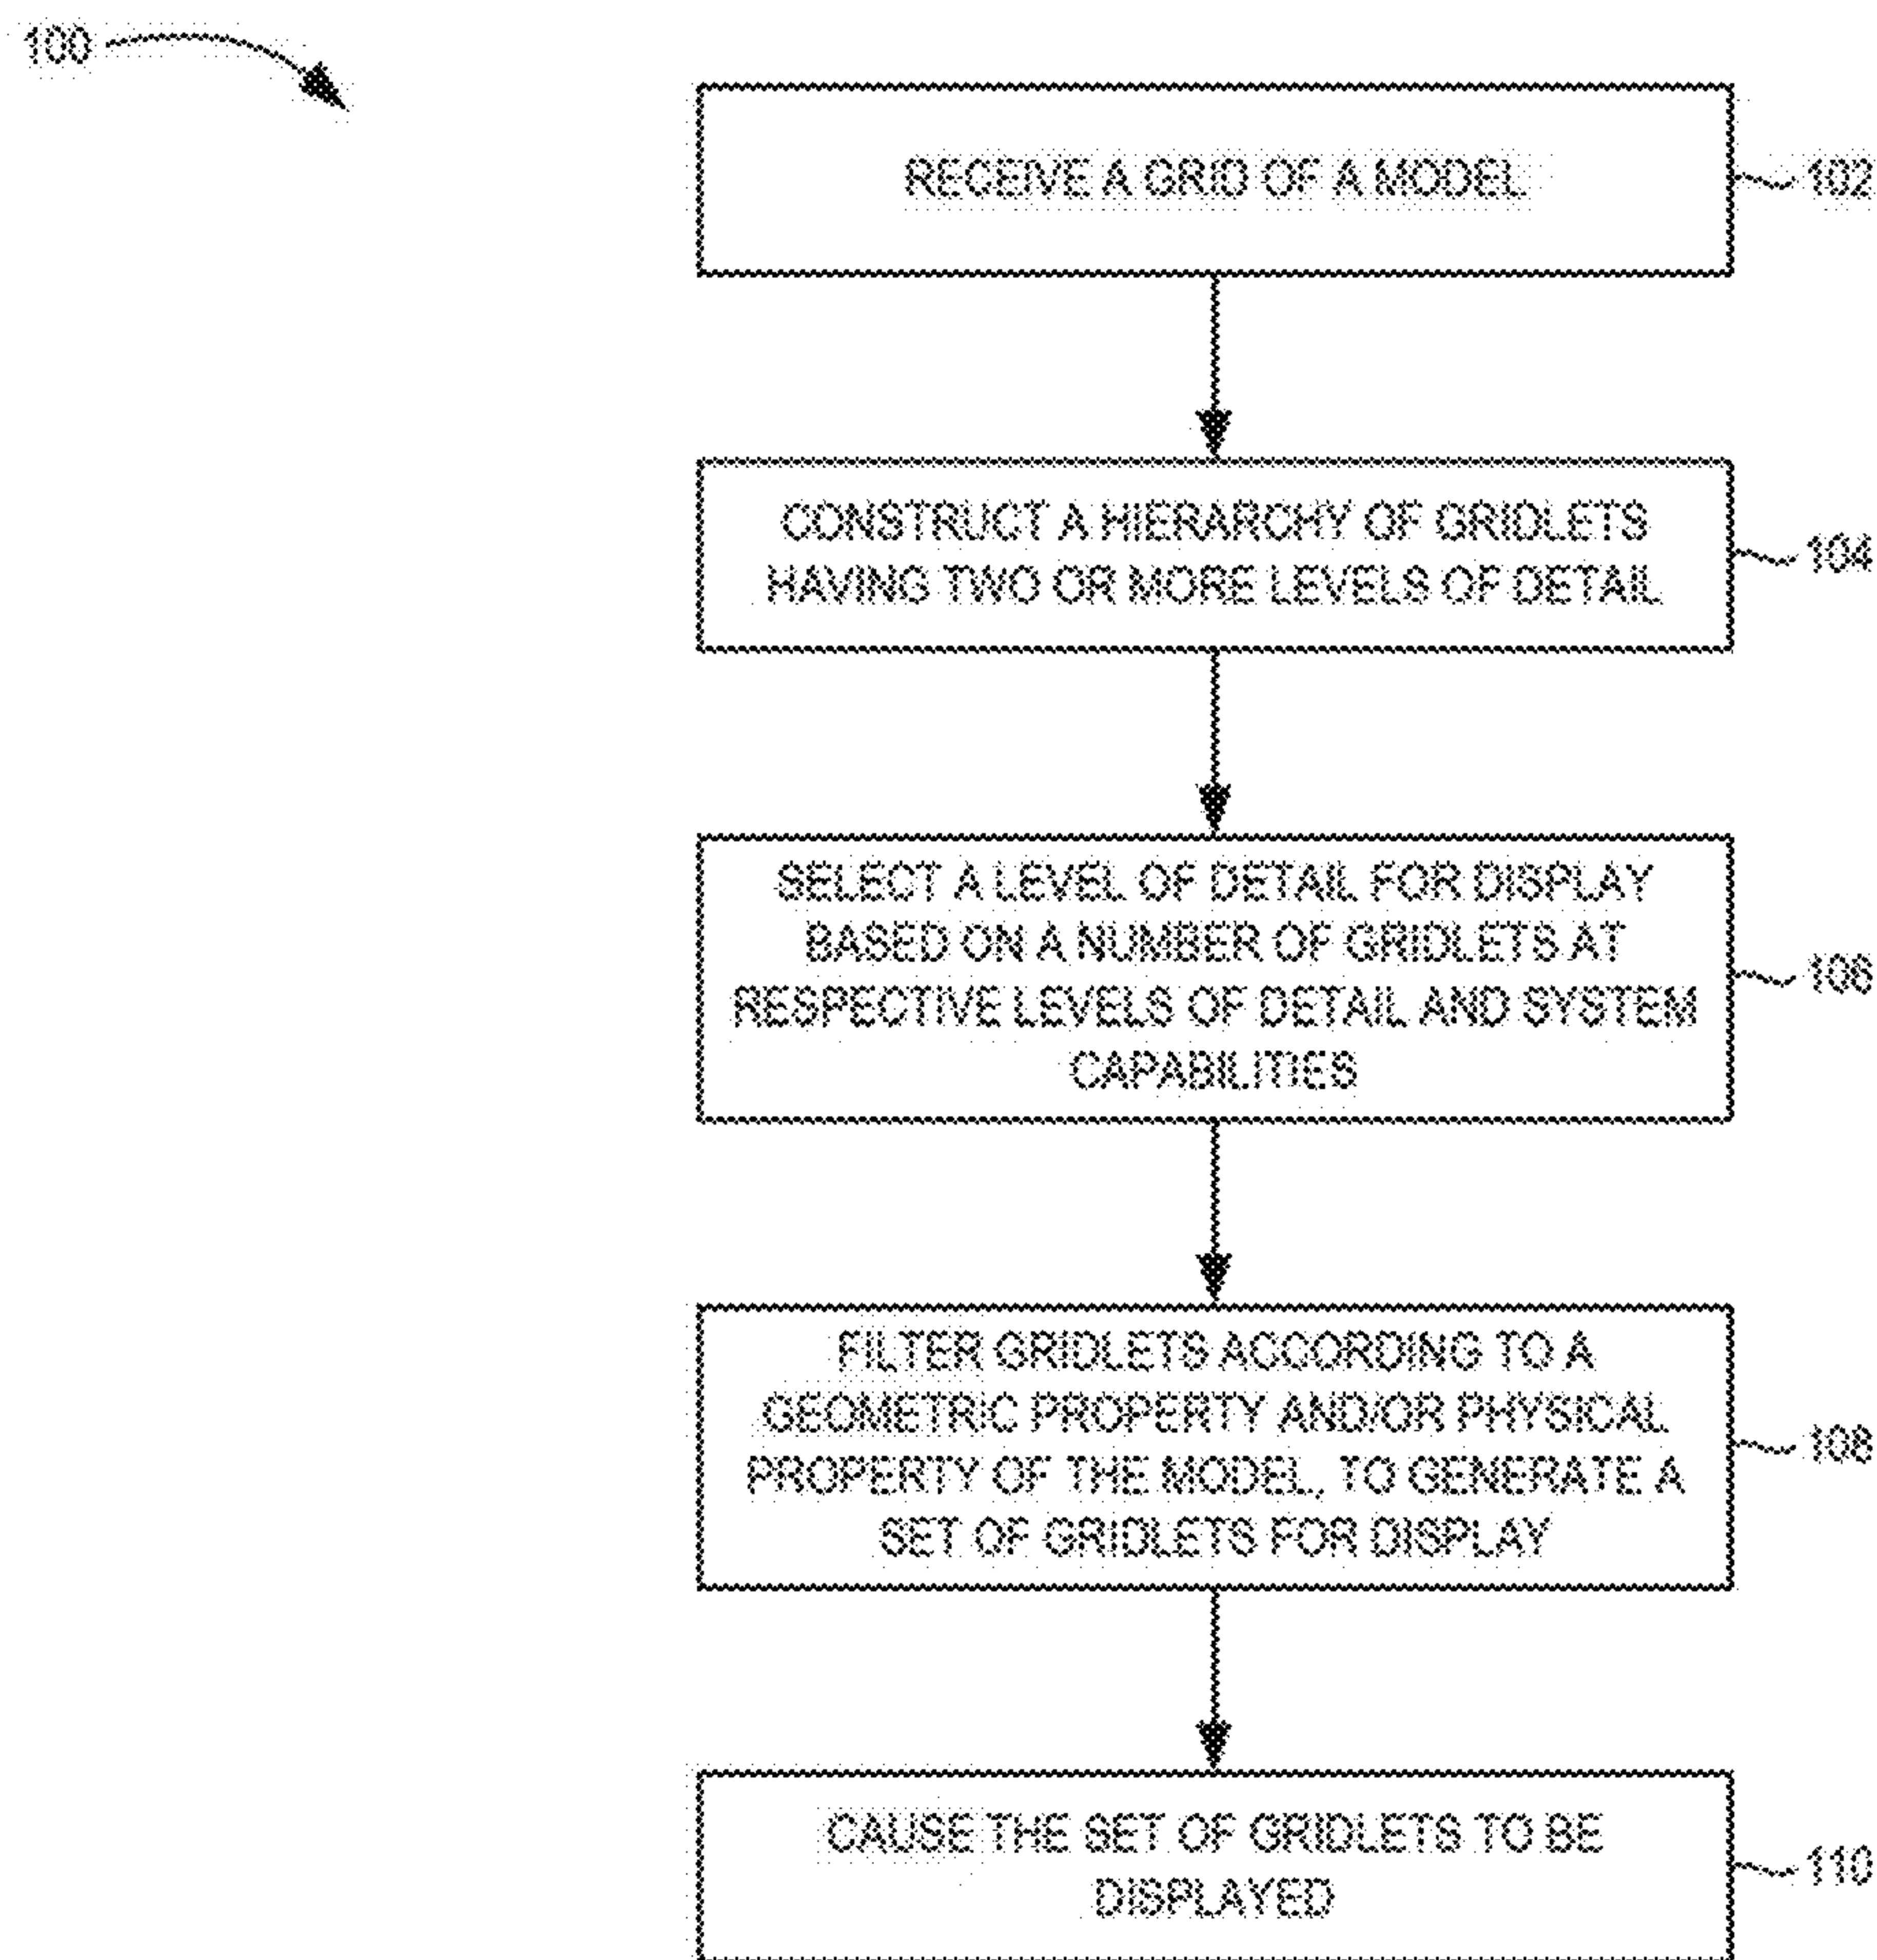 100
RECEIVE A GRID OF A MODEL
102
CONSTRUCT A HIERARCHY OF GRIDLETS
HAVING TWO OR MORE LEVELS OF DETAIL
104
SELECT A LEVEL OF DETAIL FOR DISPLAY
BASED ON A NUMBER OF GRIDLETS AT
RESPECTIVE LEVELS OF DETAIL AND SYSTEM
CAPABILITIES
106
FILTER GRIDLETS ACCORDING TO A
GEOMETRIC PROPERTY AND/OR PHYSICAL
PROPERTY OF THE MODEL, TO GENERATE A
SET OF GRIDLETS FOR DISPLAY
108
CAUSE THE SET OF GRIDLETS TO BE
DISPLAYED
110